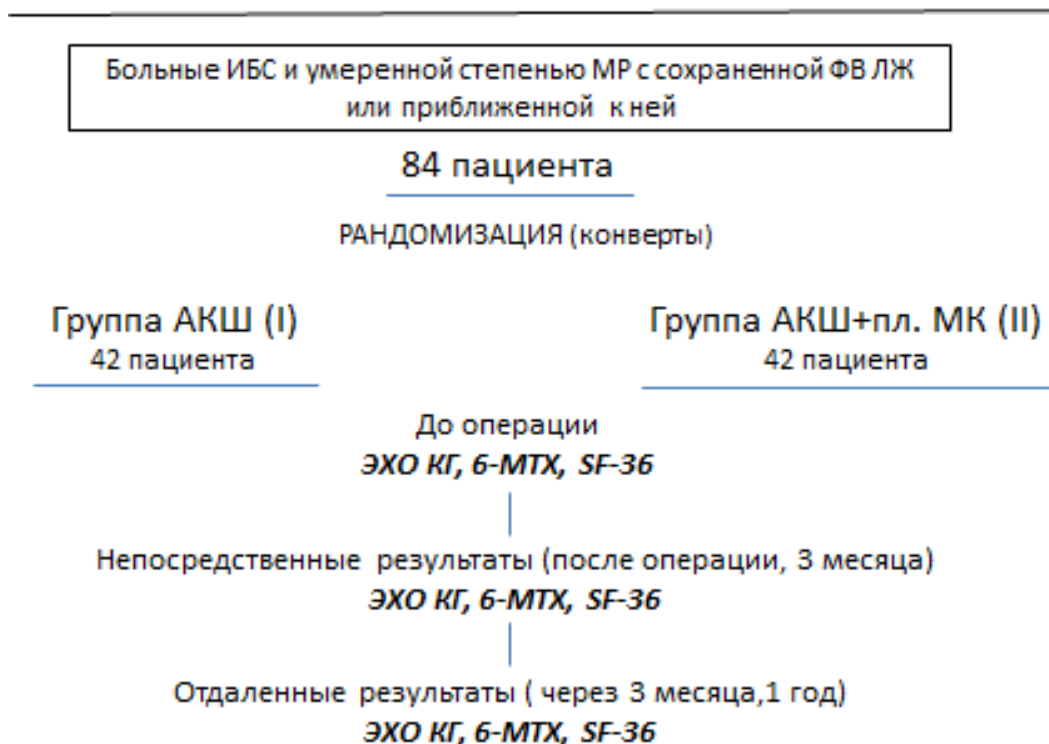 Больные ИБС и умеренной степенью МР с сохраненной ФВ ЛЖ
или приближенной к ней
84 пациента
РАНДОМИЗАЦИЯ (конверты)
Группа АКШ (I)
42 пациента
Группа АКШ+пл. МК (II)
42 пациента
До операции
ЭХО КГ, 6-МТХ, SF-36
Непосредственные результаты (после операции, 3 месяца)
ЭХО КГ, 6-МТХ, SF-36
Отдаленные результаты ( через 3 месяца,1 год)
ЭХО КГ, 6-МТХ, SF-36